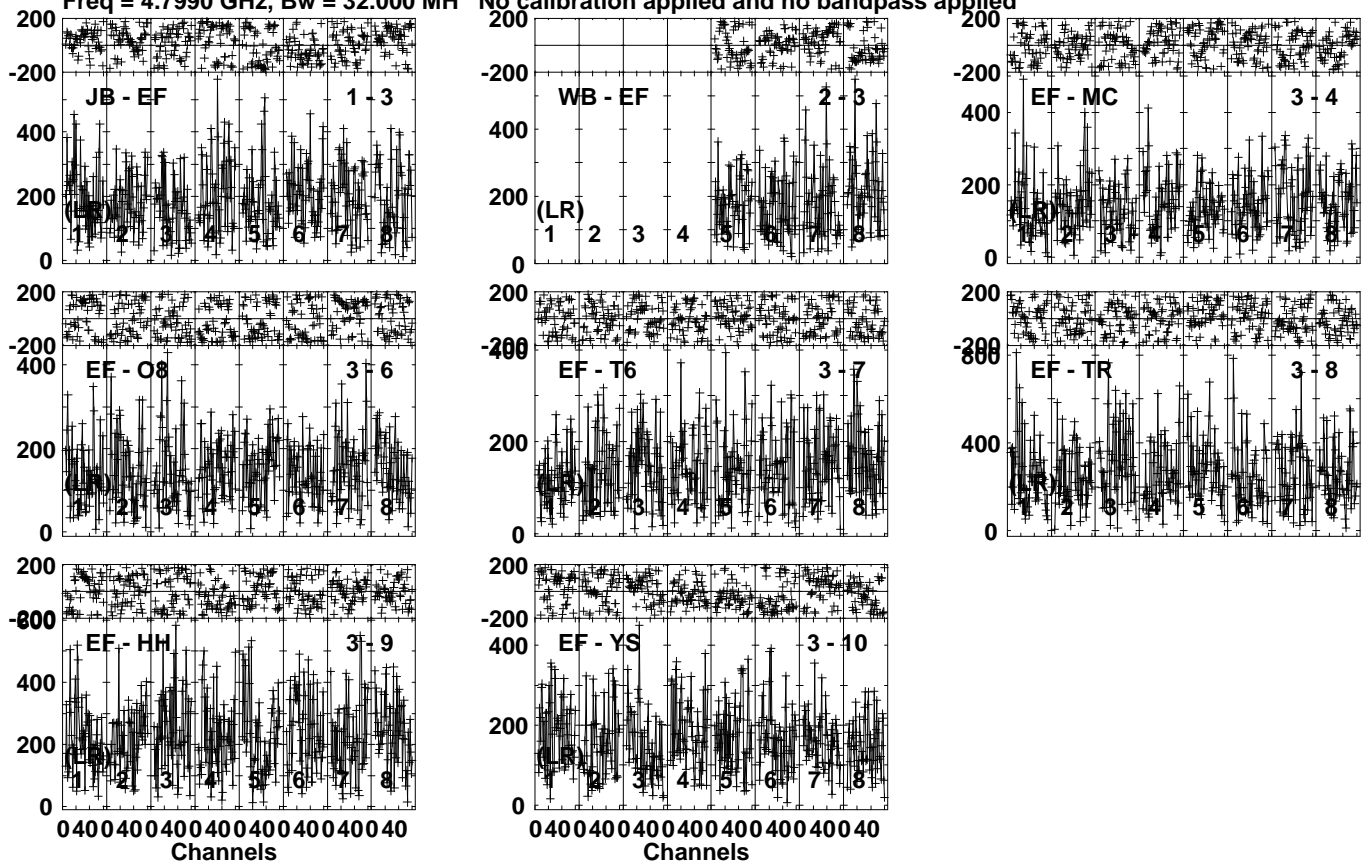 Freq = 4.7990 GHz, Bw = 32.000 MH No calibration applied and no bandpass applied
200
-200
JB - EF 1 - 3
400
200
(LR)
1 2 3 4 5 6 7 8
0
200
-200
WB - EF 2 - 3
400
200
(LR)
1 2 3 4 5 6 7 8
0
200
-200
EF - MC 3 - 4
400
200
(LR)
1 2 3 4 5 6 7 8
0
200
-200
400
EF - O8 3 - 6
200
(LR)
1 2 3 4 5 6 7 8
0
200
-200
400
EF - T6 3 - 7
200
(LR)
1 2 3 4 5 6 7 8
0
200
-200
800
EF - TR 3 - 8
400
(LR)
1 2 3 4 5 6 7 8
0
200
-200
600
EF - HH 3 - 9
400
200
(LR)
1 2 3 4 5 6 7 8
0
0 40 0 40 0 40 0 40 0 40 0 40 0 40 0 40
Channels
200
-200
EF - YS 3 - 10
400
200
(LR)
1 2 3 4 5 6 7 8
0
0 40 0 40 0 40 0 40 0 40 0 40 0 40 0 40
Channels